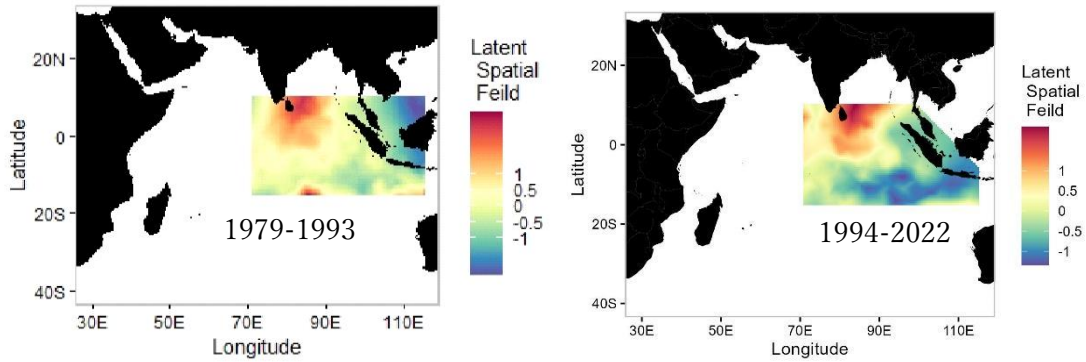 Latent
Spatial
Feild
1
0.5
-0.5
-1
20N
0
20S
40S
Latitude
1979-1993
30E 50E 70E 90E 110E
Longitude
Latent
Spatial
Feild
1
0.5
0
-0.5
-1
20N
0
20S
40S
Latitude
1994-2022
30E 50E 70E 90E 110E
Longitude